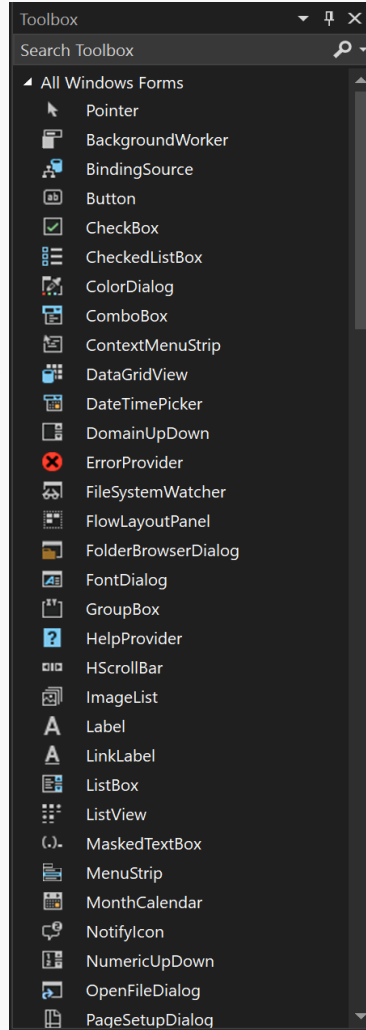 Toolbox
Search Toolbox
All Windows Forms
Pointer
BackgroundWorker
BindingSource
Button
CheckBox
CheckedListBox
ColorDialog
ComboBox
ContextMenuStrip
DataGridView
DateTimePicker
DomainUpDown
ErrorProvider
FileSystemWatcher
FlowLayoutPanel
FolderBrowserDialog
FontDialog
GroupBox
HelpProvider
HScrollBar
ImageList
Label
LinkLabel
ListBox
ListView
MaskedTextBox
MenuStrip
MonthCalendar
NotifyIcon
NumericUpDown
OpenFileDialog
PageSetupDialog